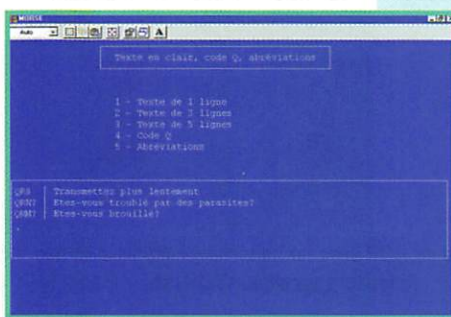 MORSE
Auto
A
Texte en clair, code Q, abréviations
1 - Texte de 1 ligne
2 - Texte de 3 lignes
3 - Texte de 5 lignes
4 - Code Q
5 - Abréviations
QRS | Transmettez plus lentement
QRN? | Etes-vous troublé par des parasites?
QRM? | Etes-vous brouillé?